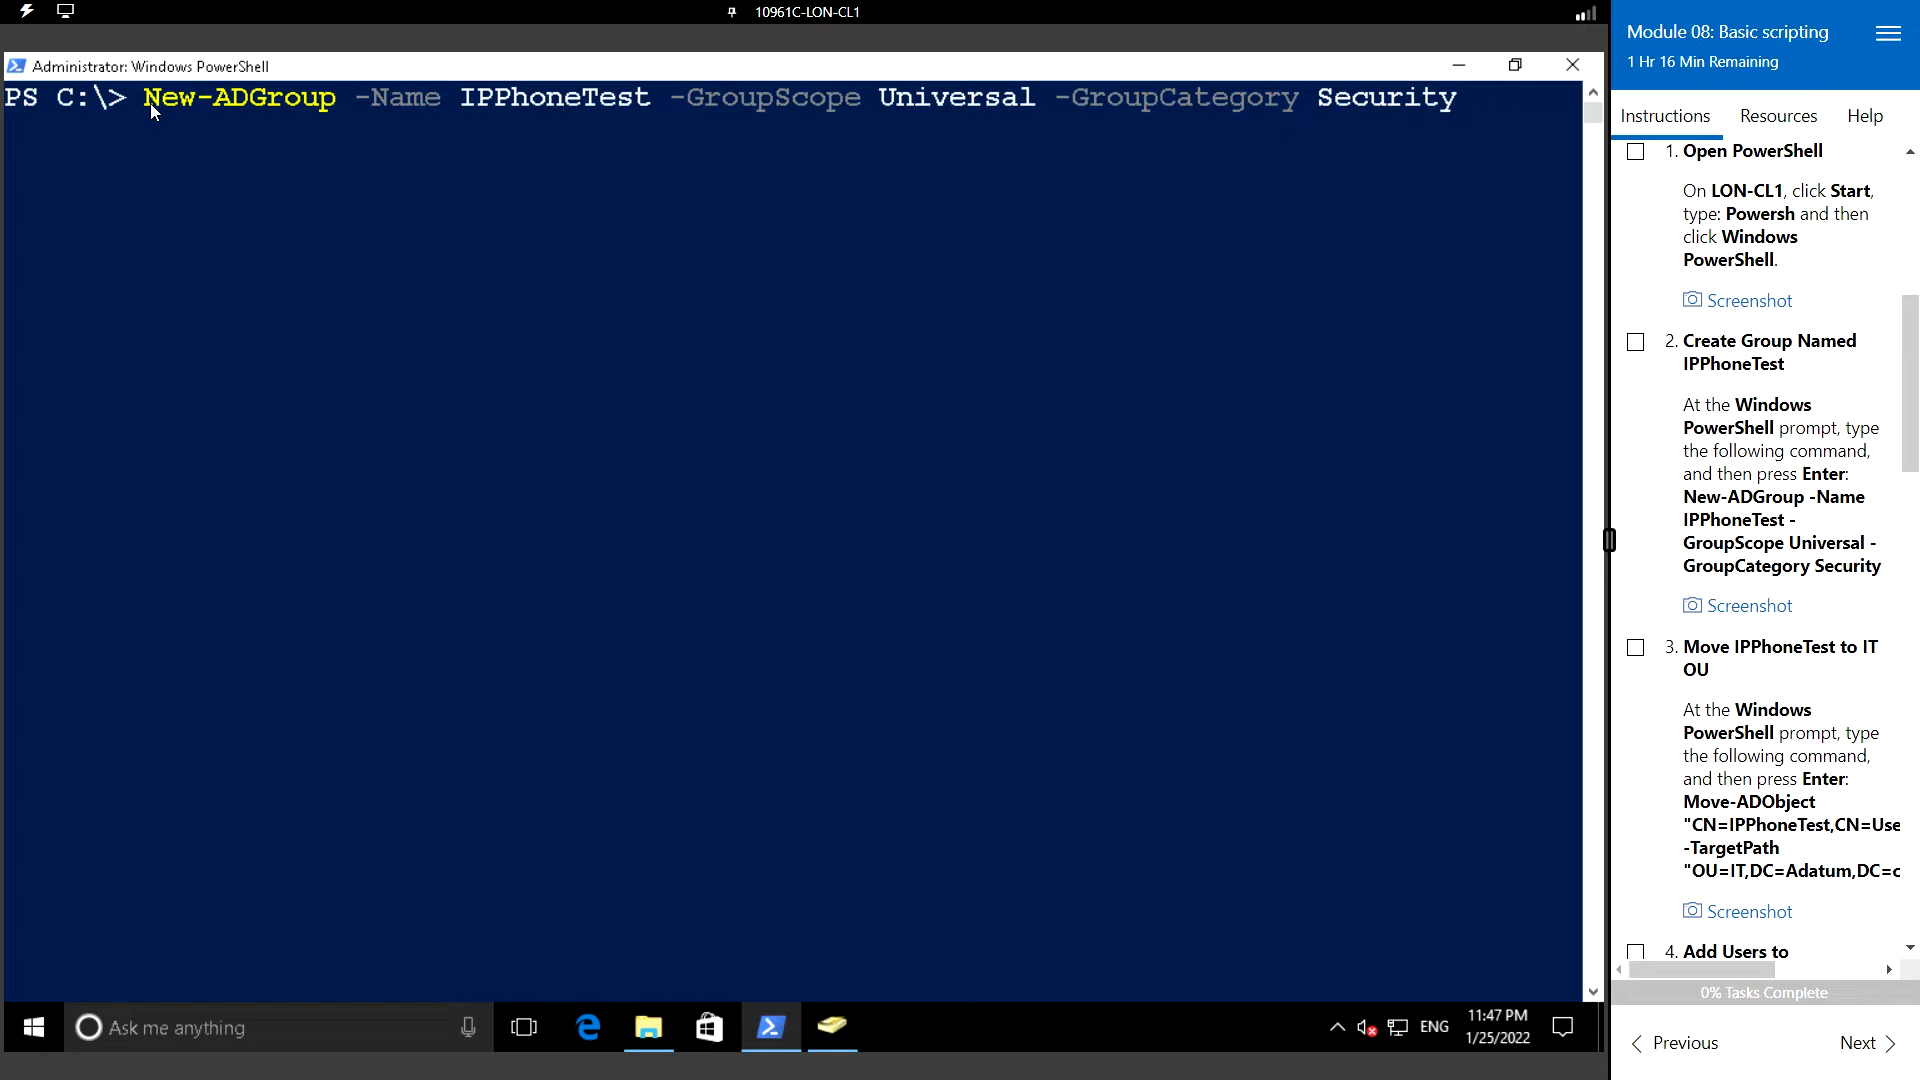 10961C-LON-CL1
Administrator: Windows PowerShell
PS C:\> New-ADGroup -Name IPPhoneTest -GroupScope Universal -GroupCategory Security
Ask me anything
ENG
11:47 PM
1/25/2022
Module 08: Basic scripting
1 Hr 16 Min Remaining
Instructions Resources Help
1. Open PowerShell
On LON-CL1, click Start,
type: Powersh and then
click Windows
PowerShell.
Screenshot
2. Create Group Named
IPPhoneTest
At the Windows
PowerShell prompt, type
the following command,
and then press Enter:
New-ADGroup -Name
IPPhoneTest -
GroupScope Universal -
GroupCategory Security
Screenshot
3. Move IPPhoneTest to IT
OU
At the Windows
PowerShell prompt, type
the following command,
and then press Enter:
Move-ADObject
"CN=IPPhoneTest,CN=Use
-TargetPath
"OU=IT,DC=Adatum,DC=c
Screenshot
4. Add Users to
0% Tasks Complete
Previous Next